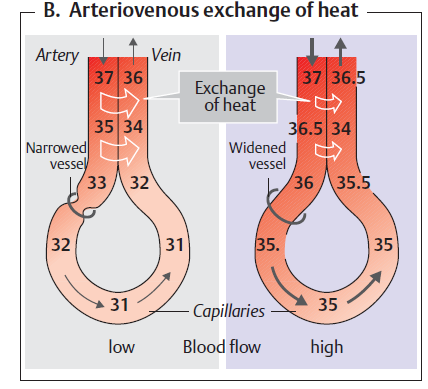 B. Arteriovenous exchange of heat
Artery
Vein
37 36
35 34
33 32
32 31
31
Narrowed
vessel
Exchange
of heat
37 36.5
36.5 34
36 35.5
35. 35
35
Widened
vessel
Capillaries
low Blood flow high